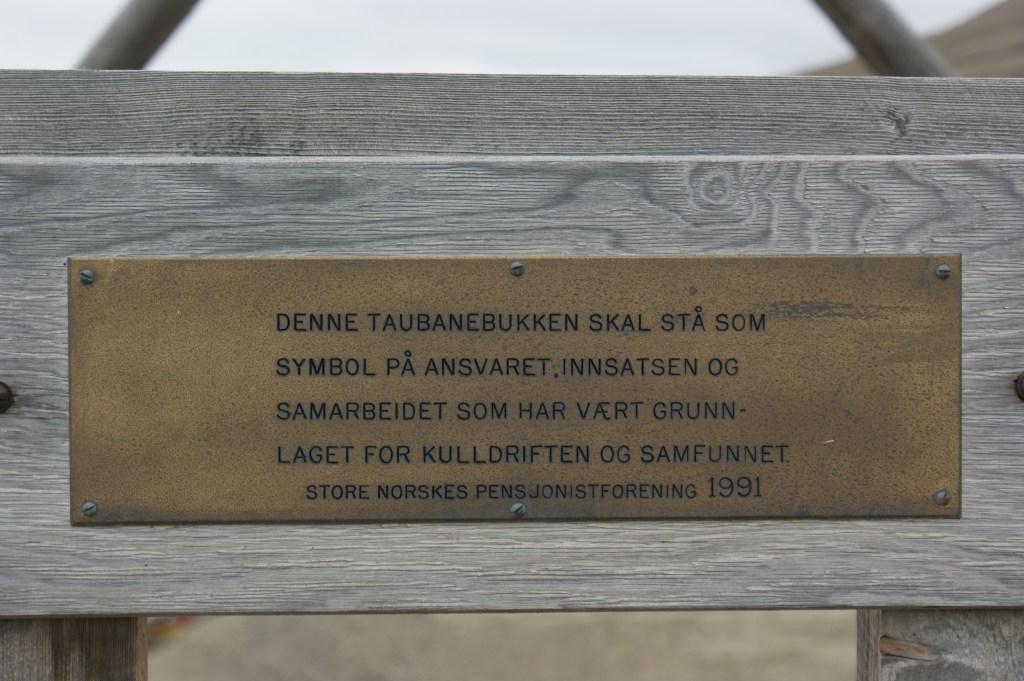 DENNE TAUBANEBUKKEN SKAL STÅ SOM
SYMBOL PÅ ANSVARET, INNSATSEN OG
SAMARBEIDET SOM HAR VÆRT GRUNN-
LAGET FOR KULLDRIFTEN OG SAMFUNNET.
STORE NORSKES PENSJONISTFORENING 1991